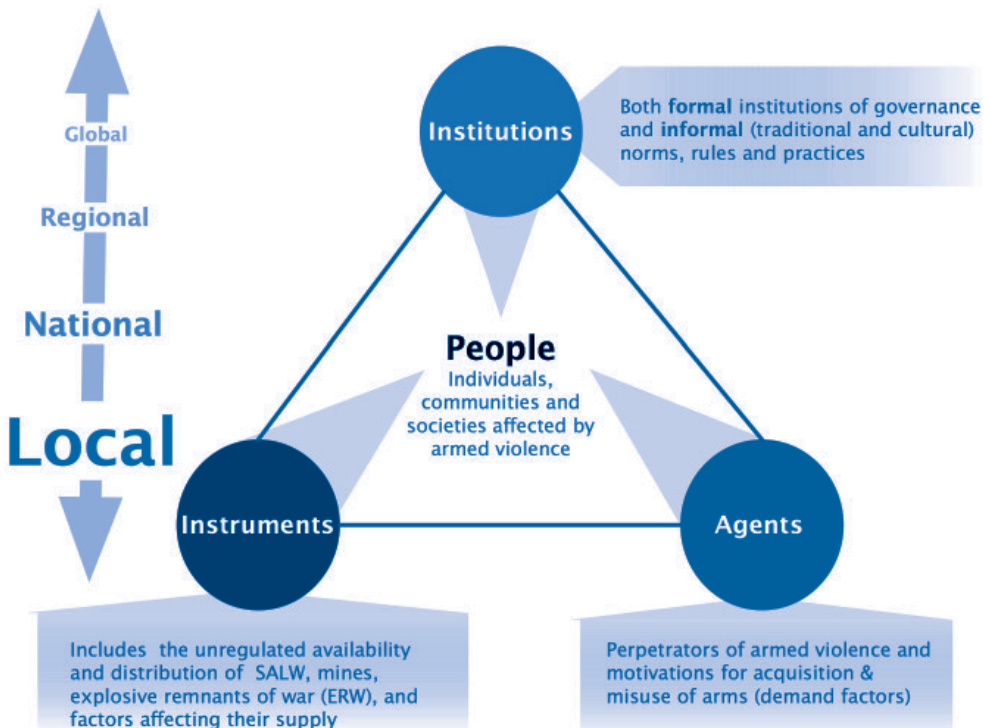 Global
Regional
National
Local
Institutions
Both formal institutions of governance
and informal (traditional and cultural)
norms, rules and practices
People
Individuals,
communities and
societies affected by
armed violence
Instruments
Agents
Includes the unregulated availability
and distribution of SALW, mines,
explosive remnants of war (ERW), and
factors affecting their supply
Perpetrators of armed violence and
motivations for acquisition &
misuse of arms (demand factors)